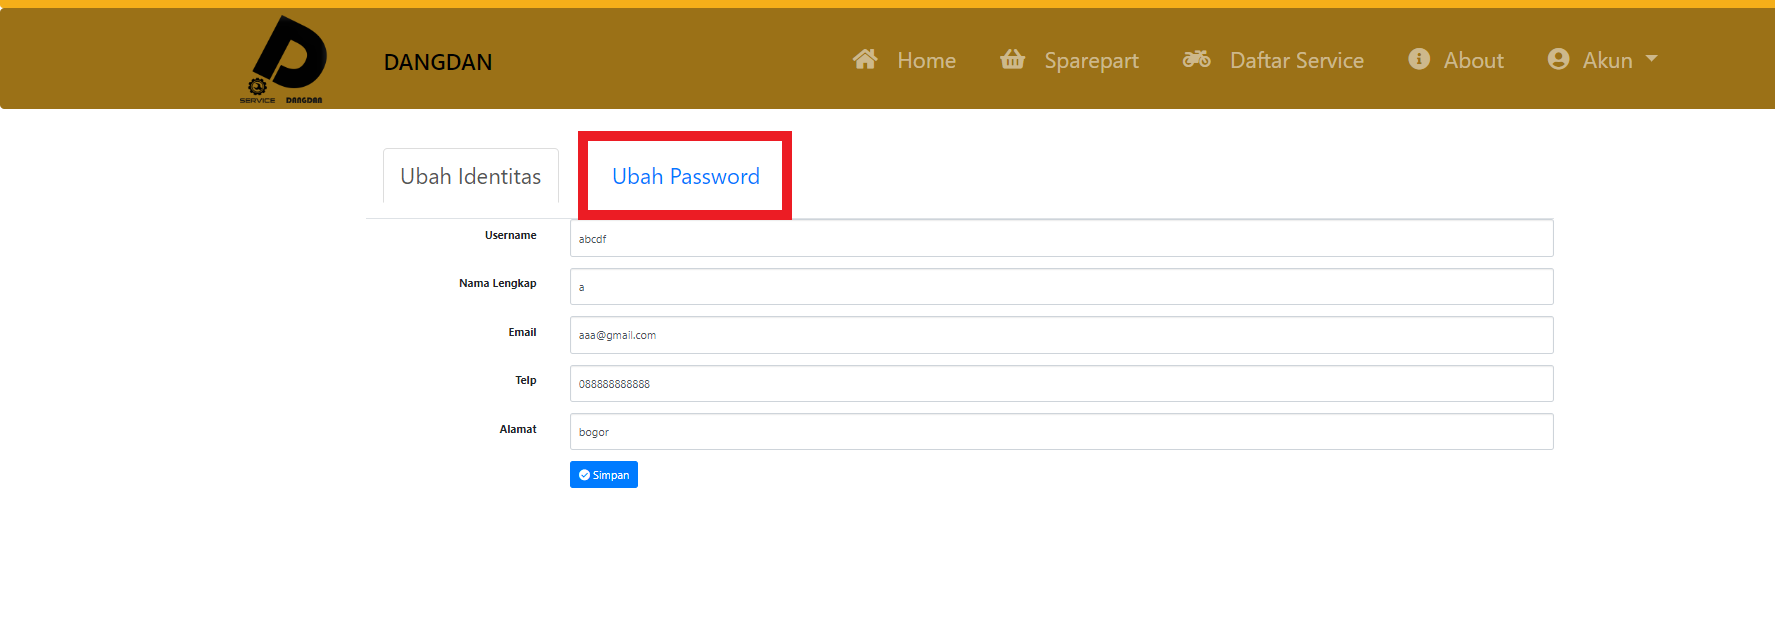 SERVICE DANGDAN
DANGDAN
Home
Sparepart
Daftar Service
About
Akun
Ubah Identitas
Ubah Password
Username
abcdf
Nama Lengkap
a
Email
aaa@gmail.com
Telp
088888888888
Alamat
bogor
Simpan